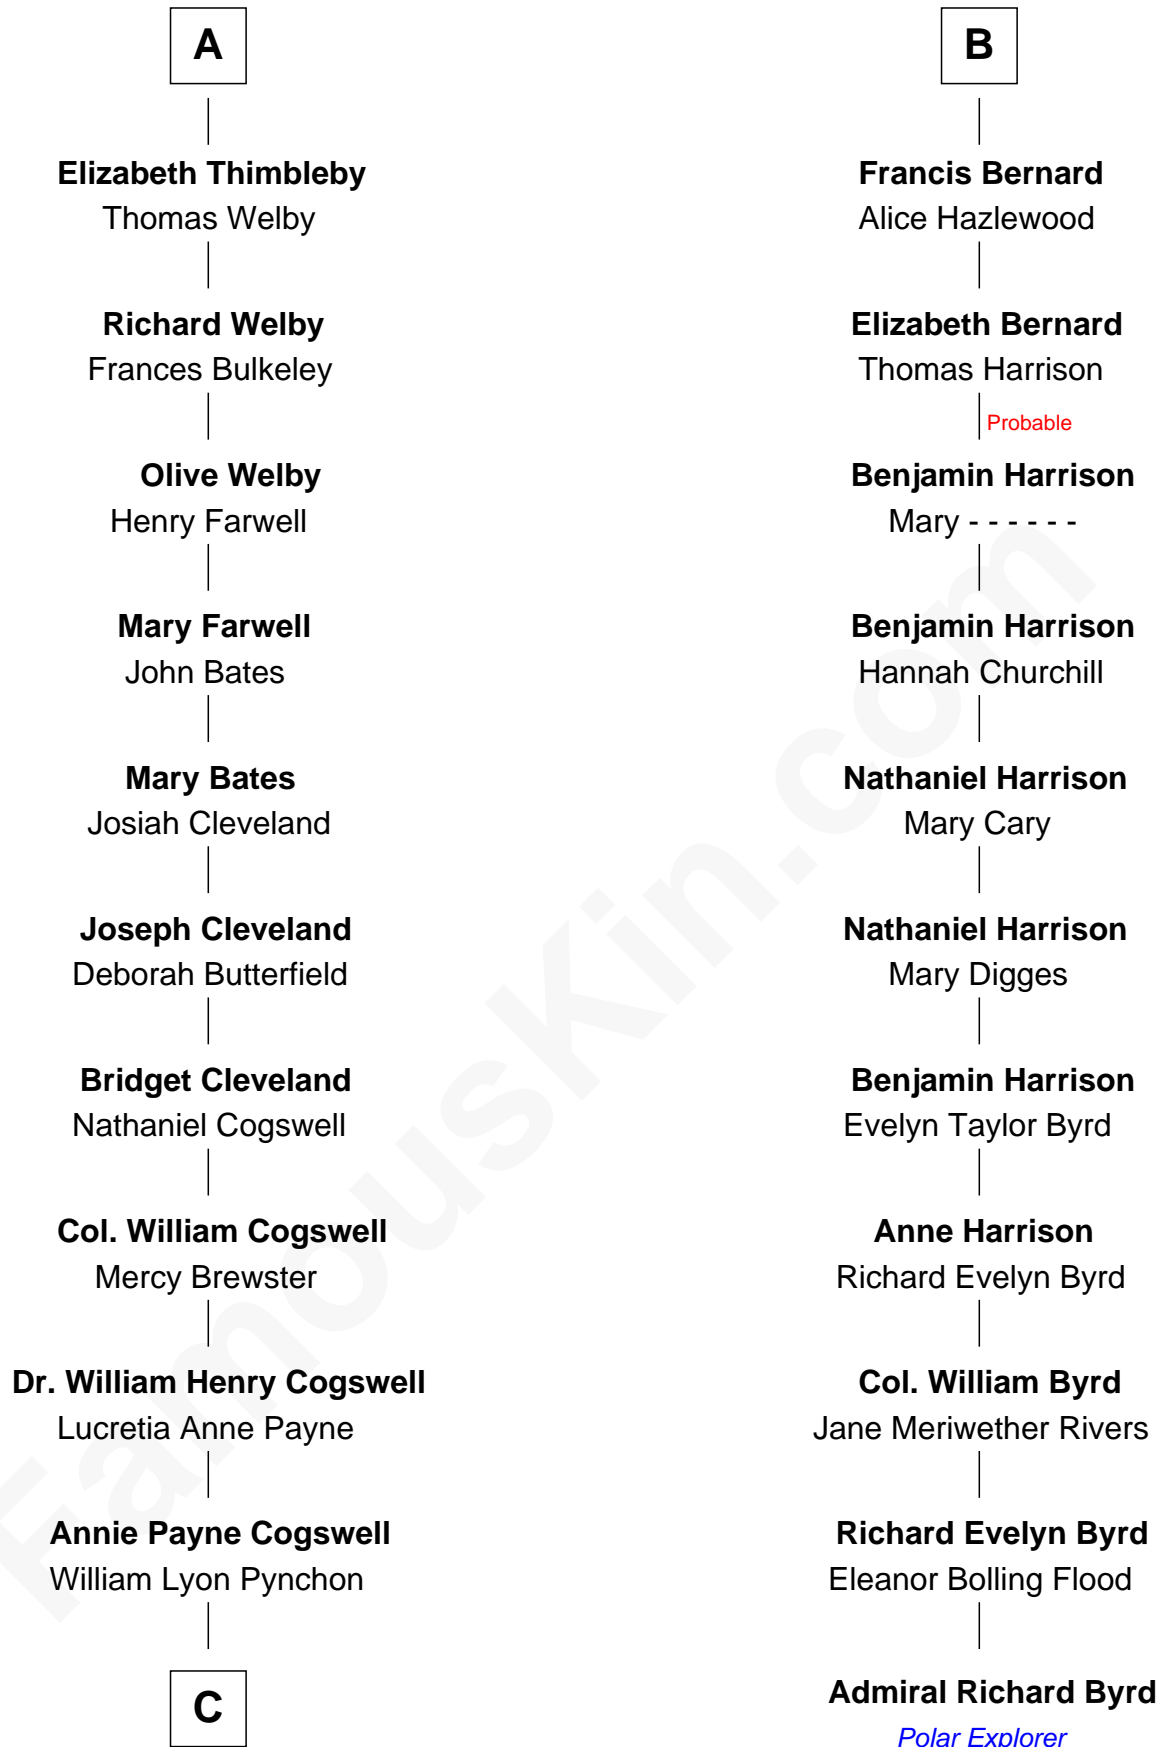 A
Elizabeth Thimbleby
Thomas Welby
Richard Welby
Frances Bulkeley
Olive Welby
Henry Farwell
Mary Farwell
John Bates
Mary Bates
Josiah Cleveland
Joseph Cleveland
Deborah Butterfield
Bridget Cleveland
Nathaniel Cogswell
Col. William Cogswell
Mercy Brewster
Dr. William Henry Cogswell
Lucretia Anne Payne
Annie Payne Cogswell
William Lyon Pynchon
C
B
Francis Bernard
Alice Hazlewood
Elizabeth Bernard
Thomas Harrison
Probable
Benjamin Harrison
Mary - - - - - -
Benjamin Harrison
Hannah Churchill
Nathaniel Harrison
Mary Cary
Nathaniel Harrison
Mary Digges
Benjamin Harrison
Evelyn Taylor Byrd
Anne Harrison
Richard Evelyn Byrd
Col. William Byrd
Jane Meriwether Rivers
Richard Evelyn Byrd
Eleanor Bolling Flood
Admiral Richard Byrd
Polar Explorer
FamousKin.com